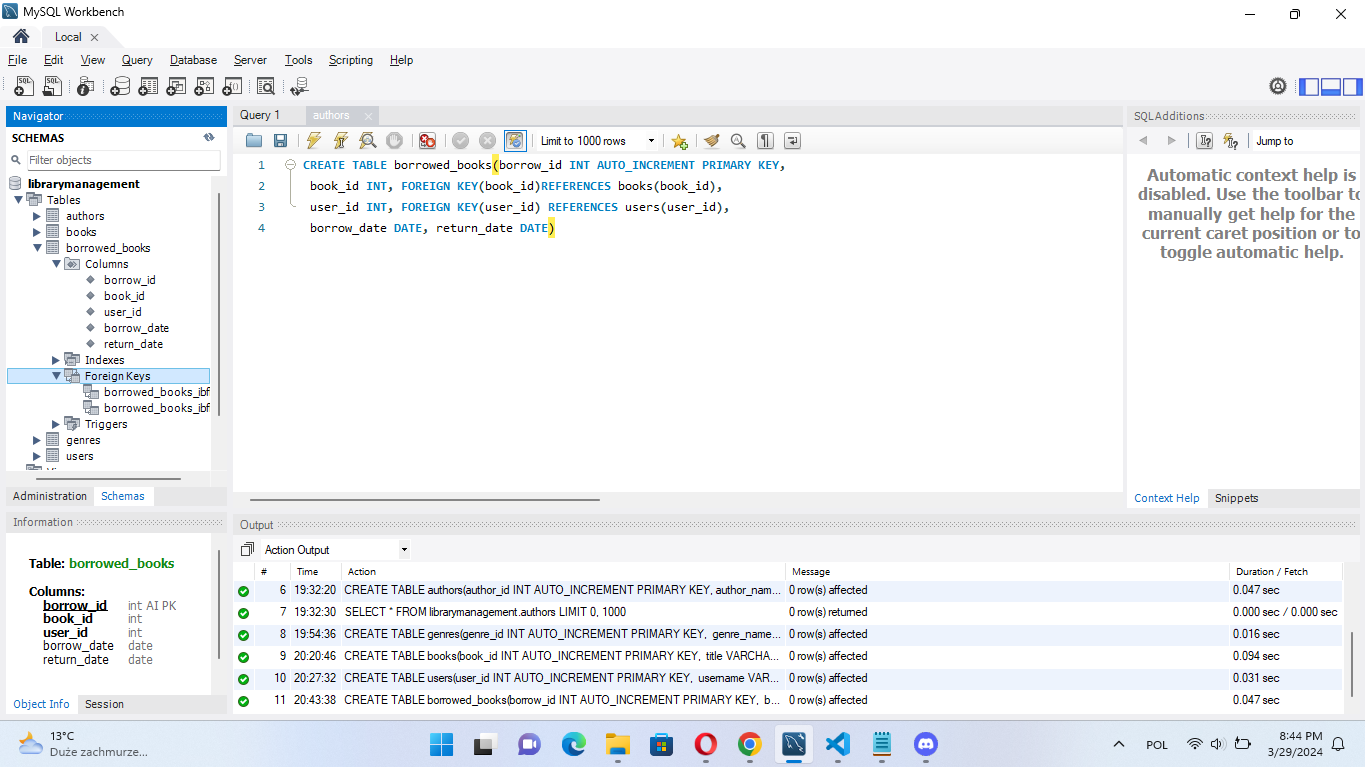 MySQL Workbench
Local
File Edit View Query Database Server Tools Scripting Help
Navigator
SCHEMAS
Filter objects
librarymanagement
Tables
authors
books
borrowed_books
Columns
borrow_id
book_id
user_id
borrow_date
return_date
Indexes
Foreign Keys
borrowed_books_ibf
borrowed_books_ibf
Triggers
genres
users
Administration Schemas
Information
Table: borrowed_books
Columns:
borrow_id int AI PK
book_id int
user_id int
borrow_date date
return_date date
Object Info Session
Query 1 authors
Limit to 1000 rows
1 CREATE TABLE borrowed_books(borrow_id INT AUTO_INCREMENT PRIMARY KEY,
2 book_id INT, FOREIGN KEY(book_id)REFERENCES books(book_id),
3 user_id INT, FOREIGN KEY(user_id) REFERENCES users(user_id),
4 borrow_date DATE, return_date DATE)
SQLAdditions
Jump to
Automatic context help is
disabled. Use the toolbar to
manually get help for the
current caret position or to
toggle automatic help.
Context Help Snippets
Output
Action Output
# Time Action Message Duration / Fetch
6 19:32:20 CREATE TABLE authors(author_id INT AUTO_INCREMENT PRIMARY KEY, author_nam... 0 row(s) affected 0.047 sec
7 19:32:30 SELECT * FROM librarymanagement.authors LIMIT 0, 1000 0 row(s) returned 0.000 sec / 0.000 sec
8 19:54:36 CREATE TABLE genres(genre_id INT AUTO_INCREMENT PRIMARY KEY, genre_name... 0 row(s) affected 0.016 sec
9 20:20:46 CREATE TABLE books(book_id INT AUTO_INCREMENT PRIMARY KEY, title VARCHA... 0 row(s) affected 0.094 sec
10 20:27:32 CREATE TABLE users(user_id INT AUTO_INCREMENT PRIMARY KEY, username VAR... 0 row(s) affected 0.031 sec
11 20:43:38 CREATE TABLE borrowed_books(borrow_id INT AUTO_INCREMENT PRIMARY KEY, b... 0 row(s) affected 0.047 sec
13°C
Duże zachmurze...
POL
8:44 PM
3/29/2024